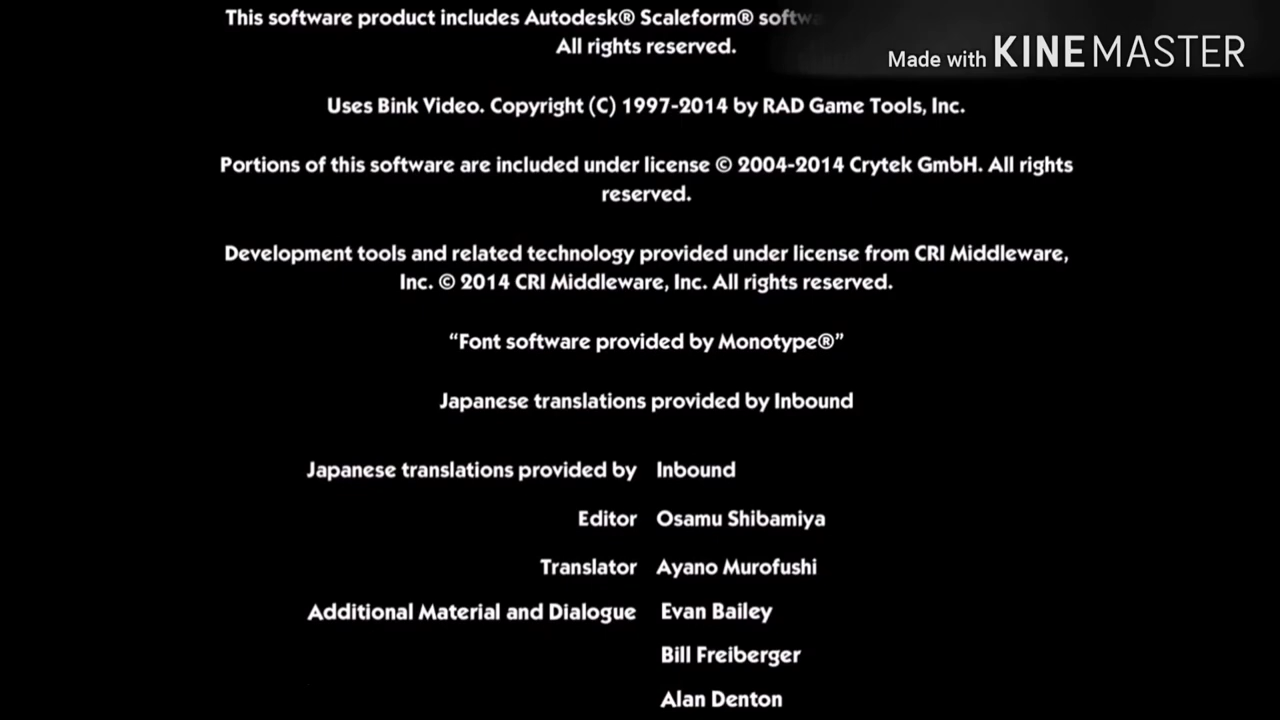 This software product includes Autodesk® Scaleform® software
All rights reserved.
Made with KINEMASTER
Uses Bink Video. Copyright (C) 1997-2014 by RAD Game Tools, Inc.
Portions of this software are included under license © 2004-2014 Crytek GmbH. All rights
reserved.
Development tools and related technology provided under license from CRI Middleware,
Inc. © 2014 CRI Middleware, Inc. All rights reserved.
“Font software provided by Monotype®”
Japanese translations provided by Inbound
Japanese translations provided by Inbound
Editor Osamu Shibamiya
Translator Ayano Murofushi
Additional Material and Dialogue Evan Bailey
Bill Freiberger
Alan Denton